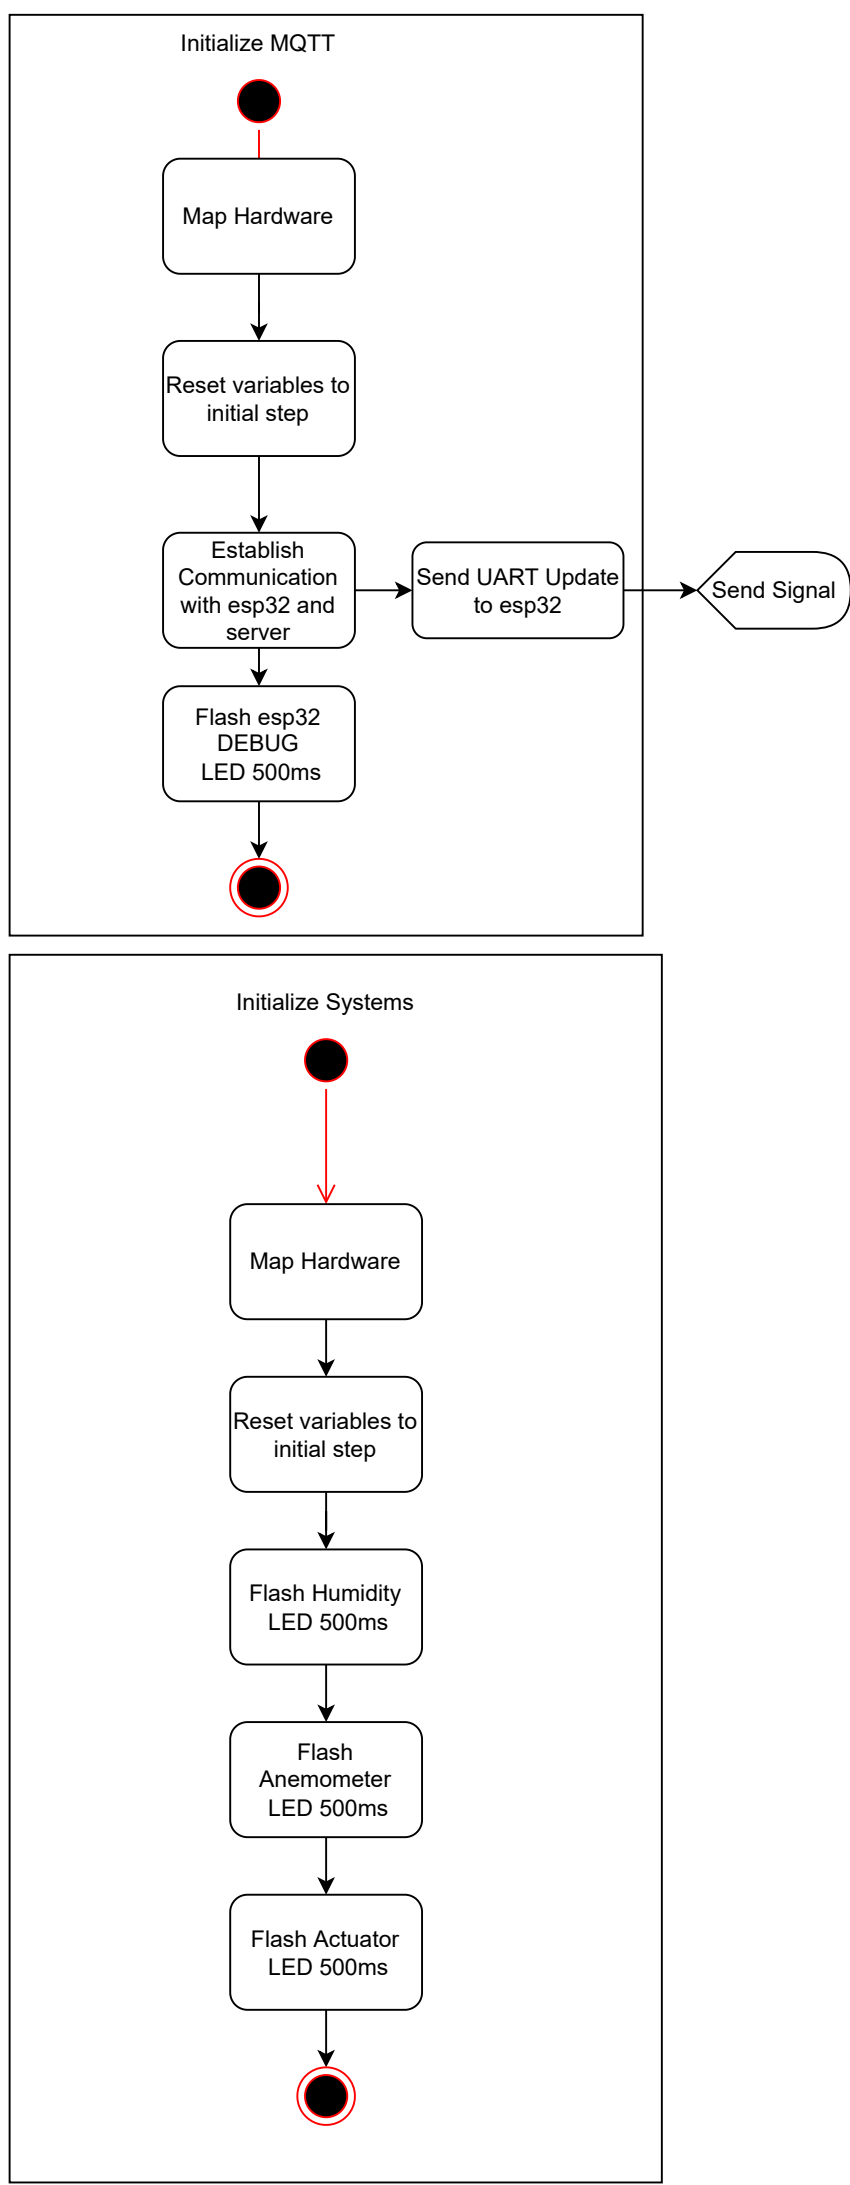 Initialize MQTT
Map Hardware
Reset variables to
initial step
Establish
Communication
with esp32 and
server
Send UART Update
to esp32
Send Signal
Flash esp32
DEBUG
LED 500ms
Initialize Systems
Map Hardware
Reset variables to
initial step
Flash Humidity
LED 500ms
Flash
Anemometer
LED 500ms
Flash Actuator
LED 500ms